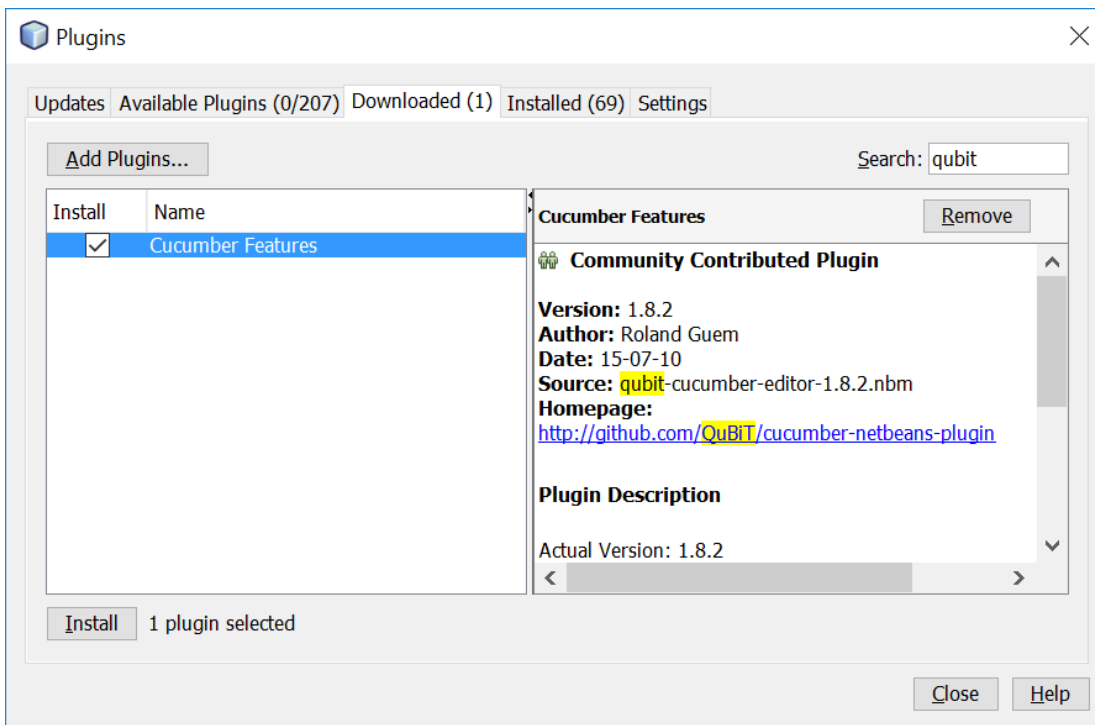 Plugins
Updates Available Plugins (0/207) Downloaded (1) Installed (69) Settings
Add Plugins... Search: qubit
Install Name
Cucumber Features
Cucumber Features Remove
Community Contributed Plugin
Version: 1.8.2
Author: Roland Guem
Date: 15-07-10
Source: qubit-cucumber-editor-1.8.2.nbm
Homepage:
http://github.com/QuBiT/cucumber-netbeans-plugin
Plugin Description
Actual Version: 1.8.2
Install 1 plugin selected
Close Help